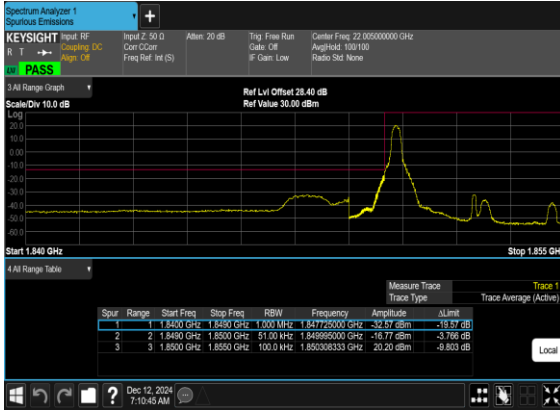 Spectrum Analyzer 1
Spurious Emissions
+
KEYSIGHT Input: RF Input Z: 50 Ω Atten: 20 dB Trig: Free Run Center Freq: 22.005000000 GHz
R T Coupling: DC Corr CCorr Gate: Off Avg|Hold: 100/100
Align: Off Freq Ref: Int (S) IF Gain: Low Radio Std: None
PASS
3 All Range Graph
Ref Lvl Offset 28.40 dB
Scale/Div 10.0 dB Ref Value 30.00 dBm
Log
20.0
10.0
0.00
-10.0
-20.0
-30.0
-40.0
-50.0
-60.0
Start 1.840 GHz Stop 1.855 GH
4 All Range Table
Measure Trace Trace 1
Trace Type Trace Average (Active)
Spur Range Start Freq Stop Freq RBW Frequency Amplitude ΔLimit
1 1 1.8400 GHz 1.8490 GHz 1.000 MHz 1.847725000 GHz -32.57 dBm -19.57 dB
2 2 1.8490 GHz 1.8500 GHz 51.00 kHz 1.849995000 GHz -16.77 dBm -3.766 dB
3 3 1.8500 GHz 1.8550 GHz 100.0 kHz 1.850308333 GHz 20.20 dBm -9.803 dB
Local
? Dec 12, 2024
7:10:45 AM